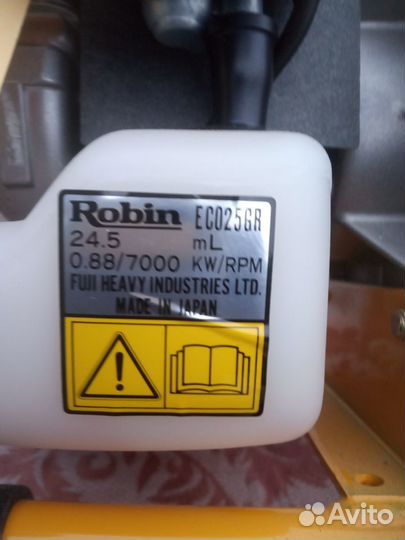 Robin EC025GR
24.5 mL
0.88/7000 KW/RPM
FUJI HEAVY INDUSTRIES LTD.
MADE IN JAPAN
Avito